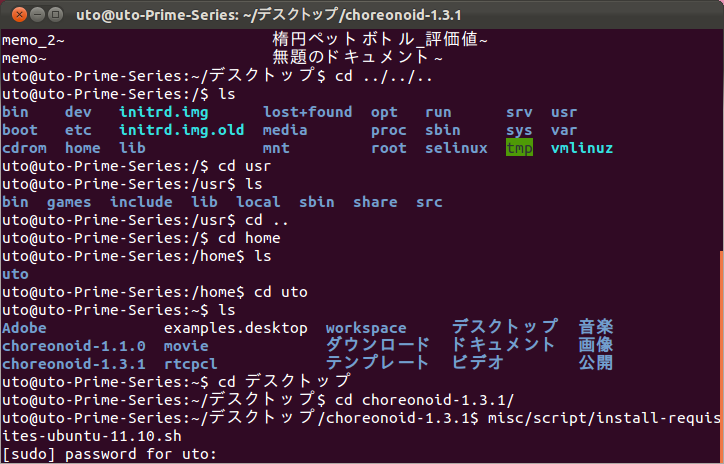 uto@uto-Prime-Series: ~/デスクトップ/choreonoid-1.3.1
memo_2~ 楕円ペットボトル_評価値~
memo~ 無題のドキュメント~
uto@uto-Prime-Series:~/デスクトップ$ cd ../../..
uto@uto-Prime-Series:/$ ls
bin dev initrd.img lost+found opt run srv usr
boot etc initrd.img.old media proc sbin sys var
cdrom home lib mnt root selinux tmp vmlinuz
uto@uto-Prime-Series:/$ cd usr
uto@uto-Prime-Series:/usr$ ls
bin games include lib local sbin share src
uto@uto-Prime-Series:/usr$ cd ..
uto@uto-Prime-Series:/$ cd home
uto@uto-Prime-Series:/home$ ls
uto
uto@uto-Prime-Series:/home$ cd uto
uto@uto-Prime-Series:~$ ls
Adobe examples.desktop workspace デスクトップ 音楽
choreonoid-1.1.0 movie ダウンロード ドキュメント 画像
choreonoid-1.3.1 rtcpcl テンプレート ビデオ 公開
uto@uto-Prime-Series:~$ cd デスクトップ
uto@uto-Prime-Series:~/デスクトップ$ cd choreonoid-1.3.1/
uto@uto-Prime-Series:~/デスクトップ/choreonoid-1.3.1$ misc/script/install-requis
ites-ubuntu-11.10.sh
[sudo] password for uto: